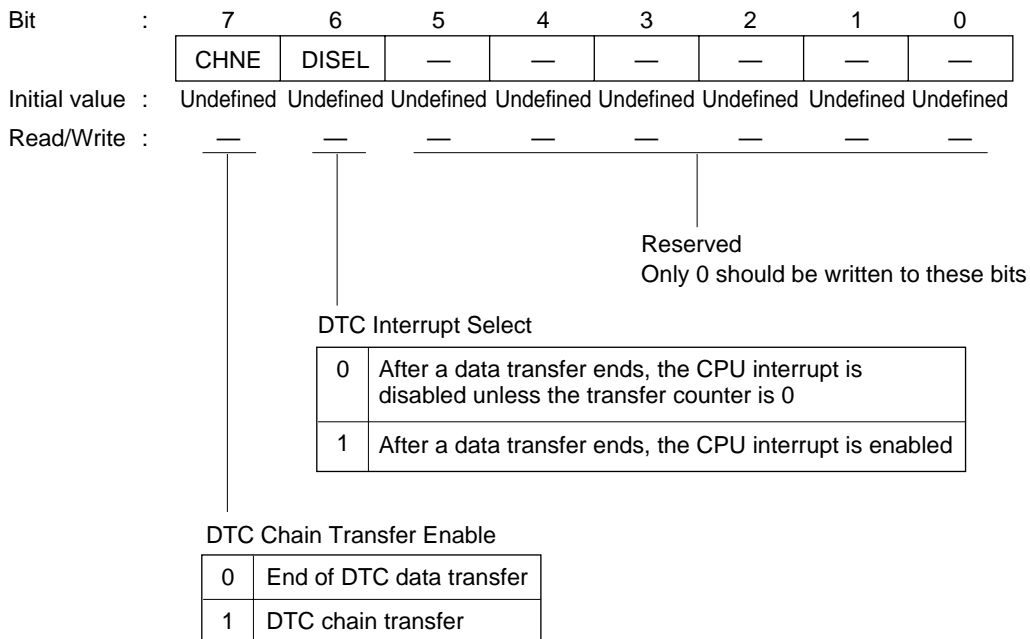 Bit : 7 6 5 4 3 2 1 0
CHNE DISEL — — — — — —
Initial value : Undefined Undefined Undefined Undefined Undefined Undefined Undefined Undefined
Read/Write : — — — — — — — —
Reserved
Only 0 should be written to these bits
DTC Interrupt Select
0 After a data transfer ends, the CPU interrupt is
disabled unless the transfer counter is 0
1 After a data transfer ends, the CPU interrupt is enabled
DTC Chain Transfer Enable
0 End of DTC data transfer
1 DTC chain transfer